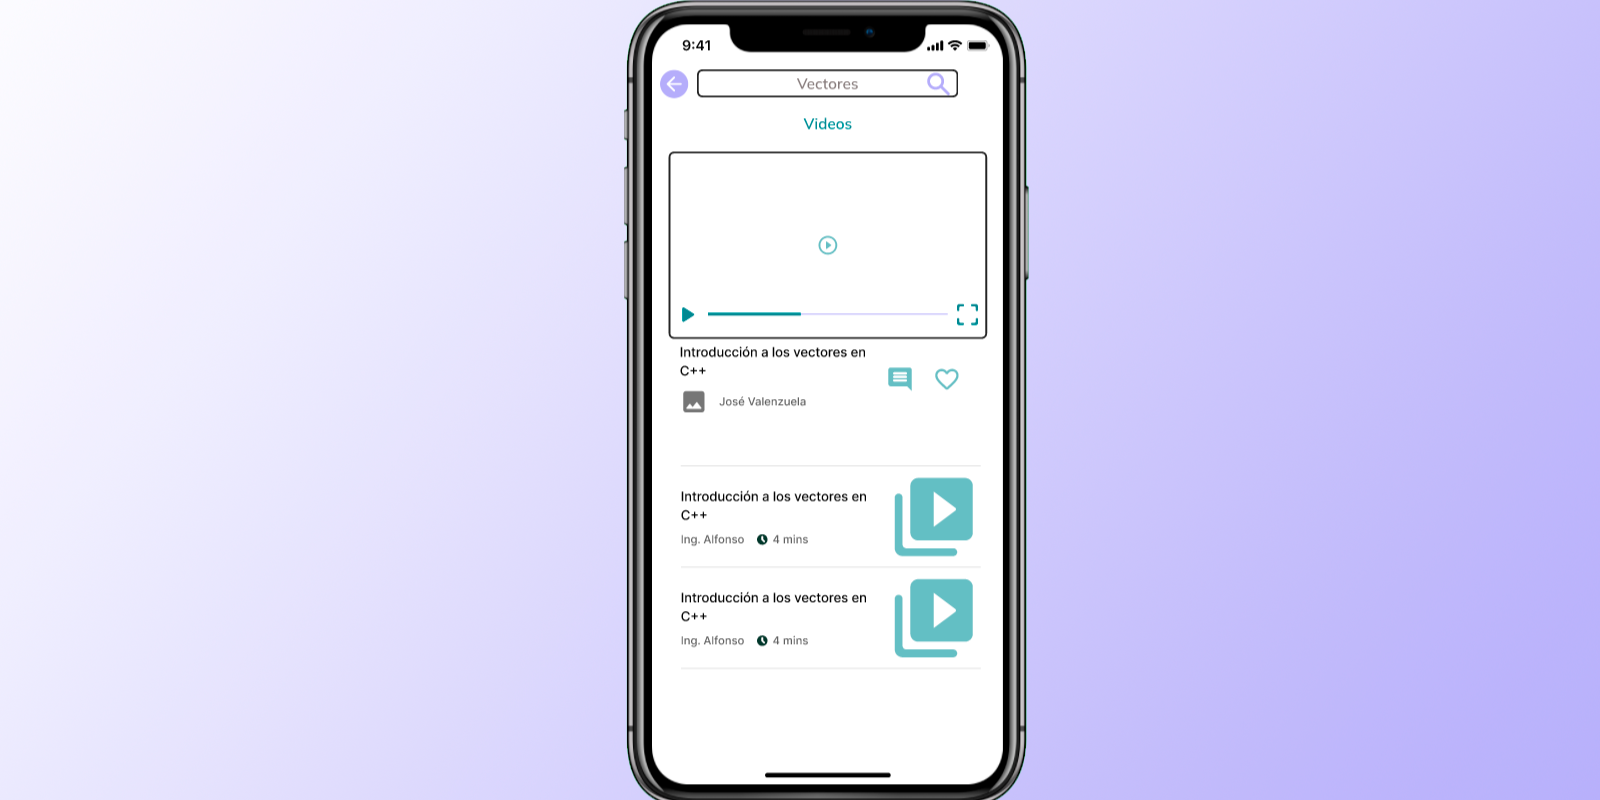 9:41
Vectores
Videos
Introducción a los vectores en
C++
José Valenzuela
Introducción a los vectores en
C++
Ing. Alfonso 4 mins
Introducción a los vectores en
C++
Ing. Alfonso 4 mins